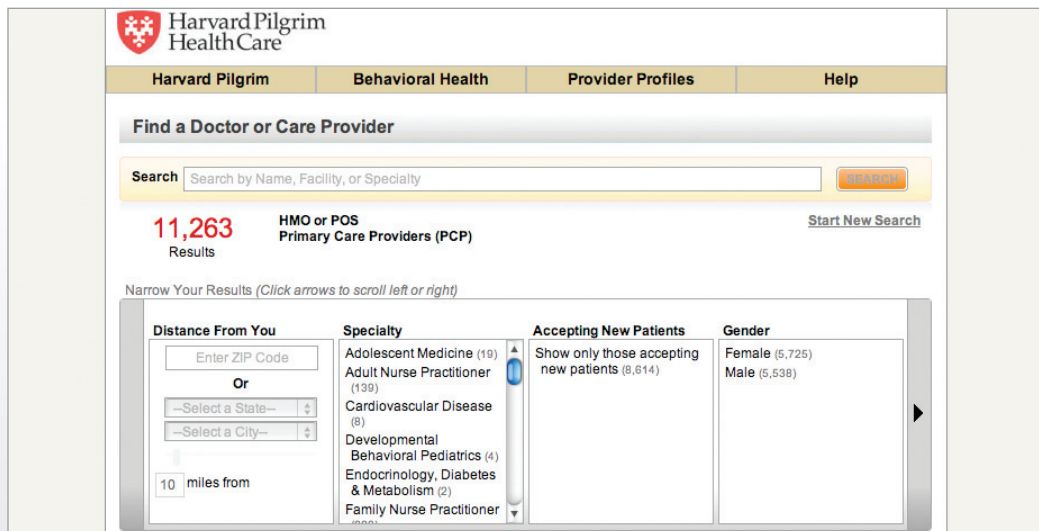 Harvard Pilgrim
Health Care
Harvard Pilgrim
Behavioral Health
Provider Profiles
Help
Find a Doctor or Care Provider
Search
Search by Name, Facility, or Specialty
SEARCH
11,263
Results
HMO or POS
Primary Care Providers (PCP)
Start New Search
Narrow Your Results (Click arrows to scroll left or right)
Distance From You
Enter ZIP Code
Or
--Select a State--
--Select a City--
10 miles from
Specialty
Adolescent Medicine (19)
Adult Nurse Practitioner
(139)
Cardiovascular Disease
(8)
Developmental
Behavioral Pediatrics (4)
Endocrinology, Diabetes
& Metabolism (2)
Family Nurse Practitioner
Accepting New Patients
Show only those accepting
new patients (8,614)
Gender
Female (5,725)
Male (5,538)